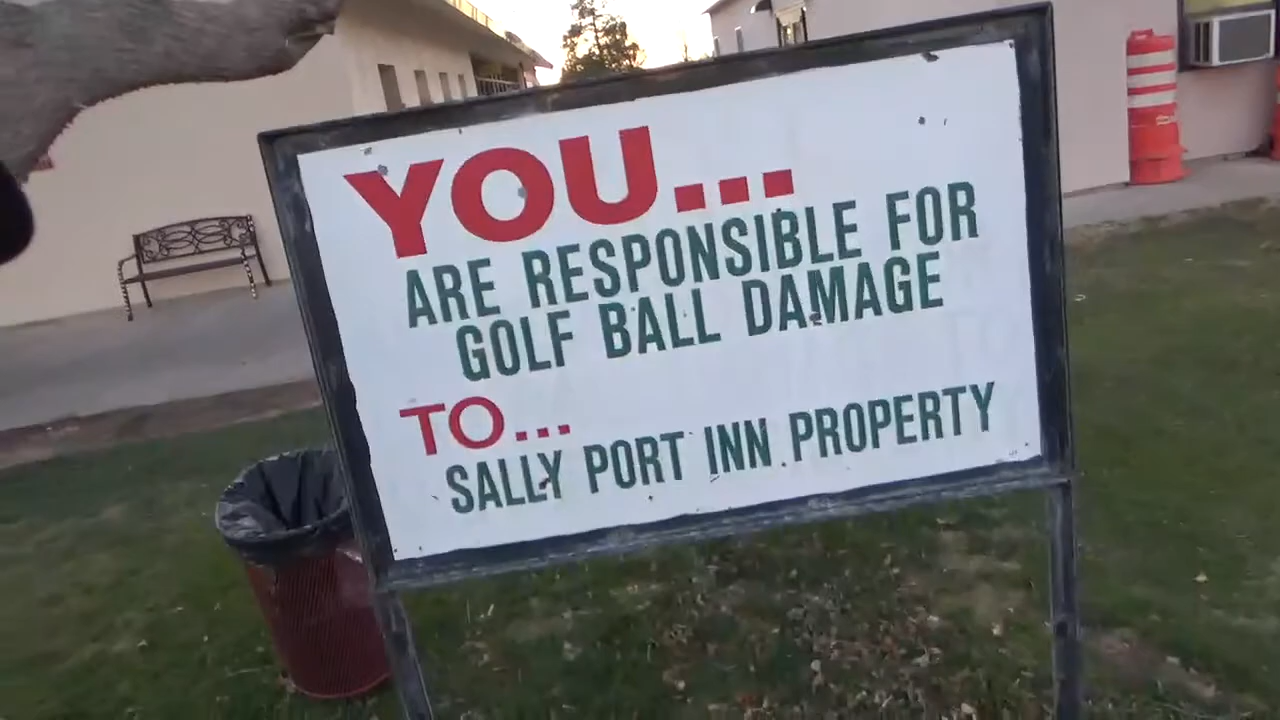 YOU...
ARE RESPONSIBLE FOR
GOLF BALL DAMAGE
TO...
SALLY PORT INN PROPERTY